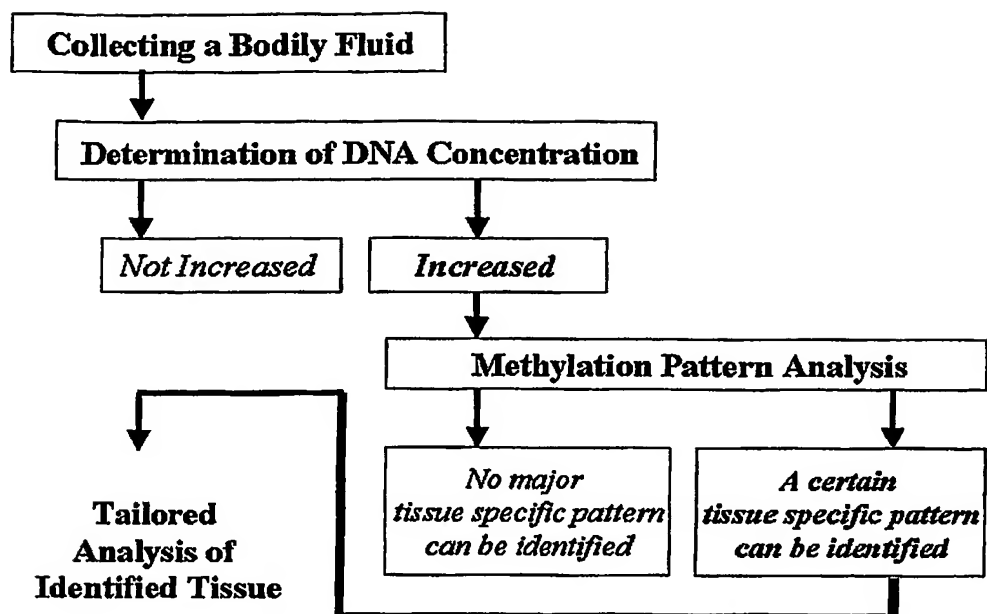 Collecting a Bodily Fluid
Determination of DNA Concentration
Not Increased
Increased
Methylation Pattern Analysis
No major
tissue specific pattern
can be identified
A certain
tissue specific pattern
can be identified
Tailored
Analysis of
Identified Tissue